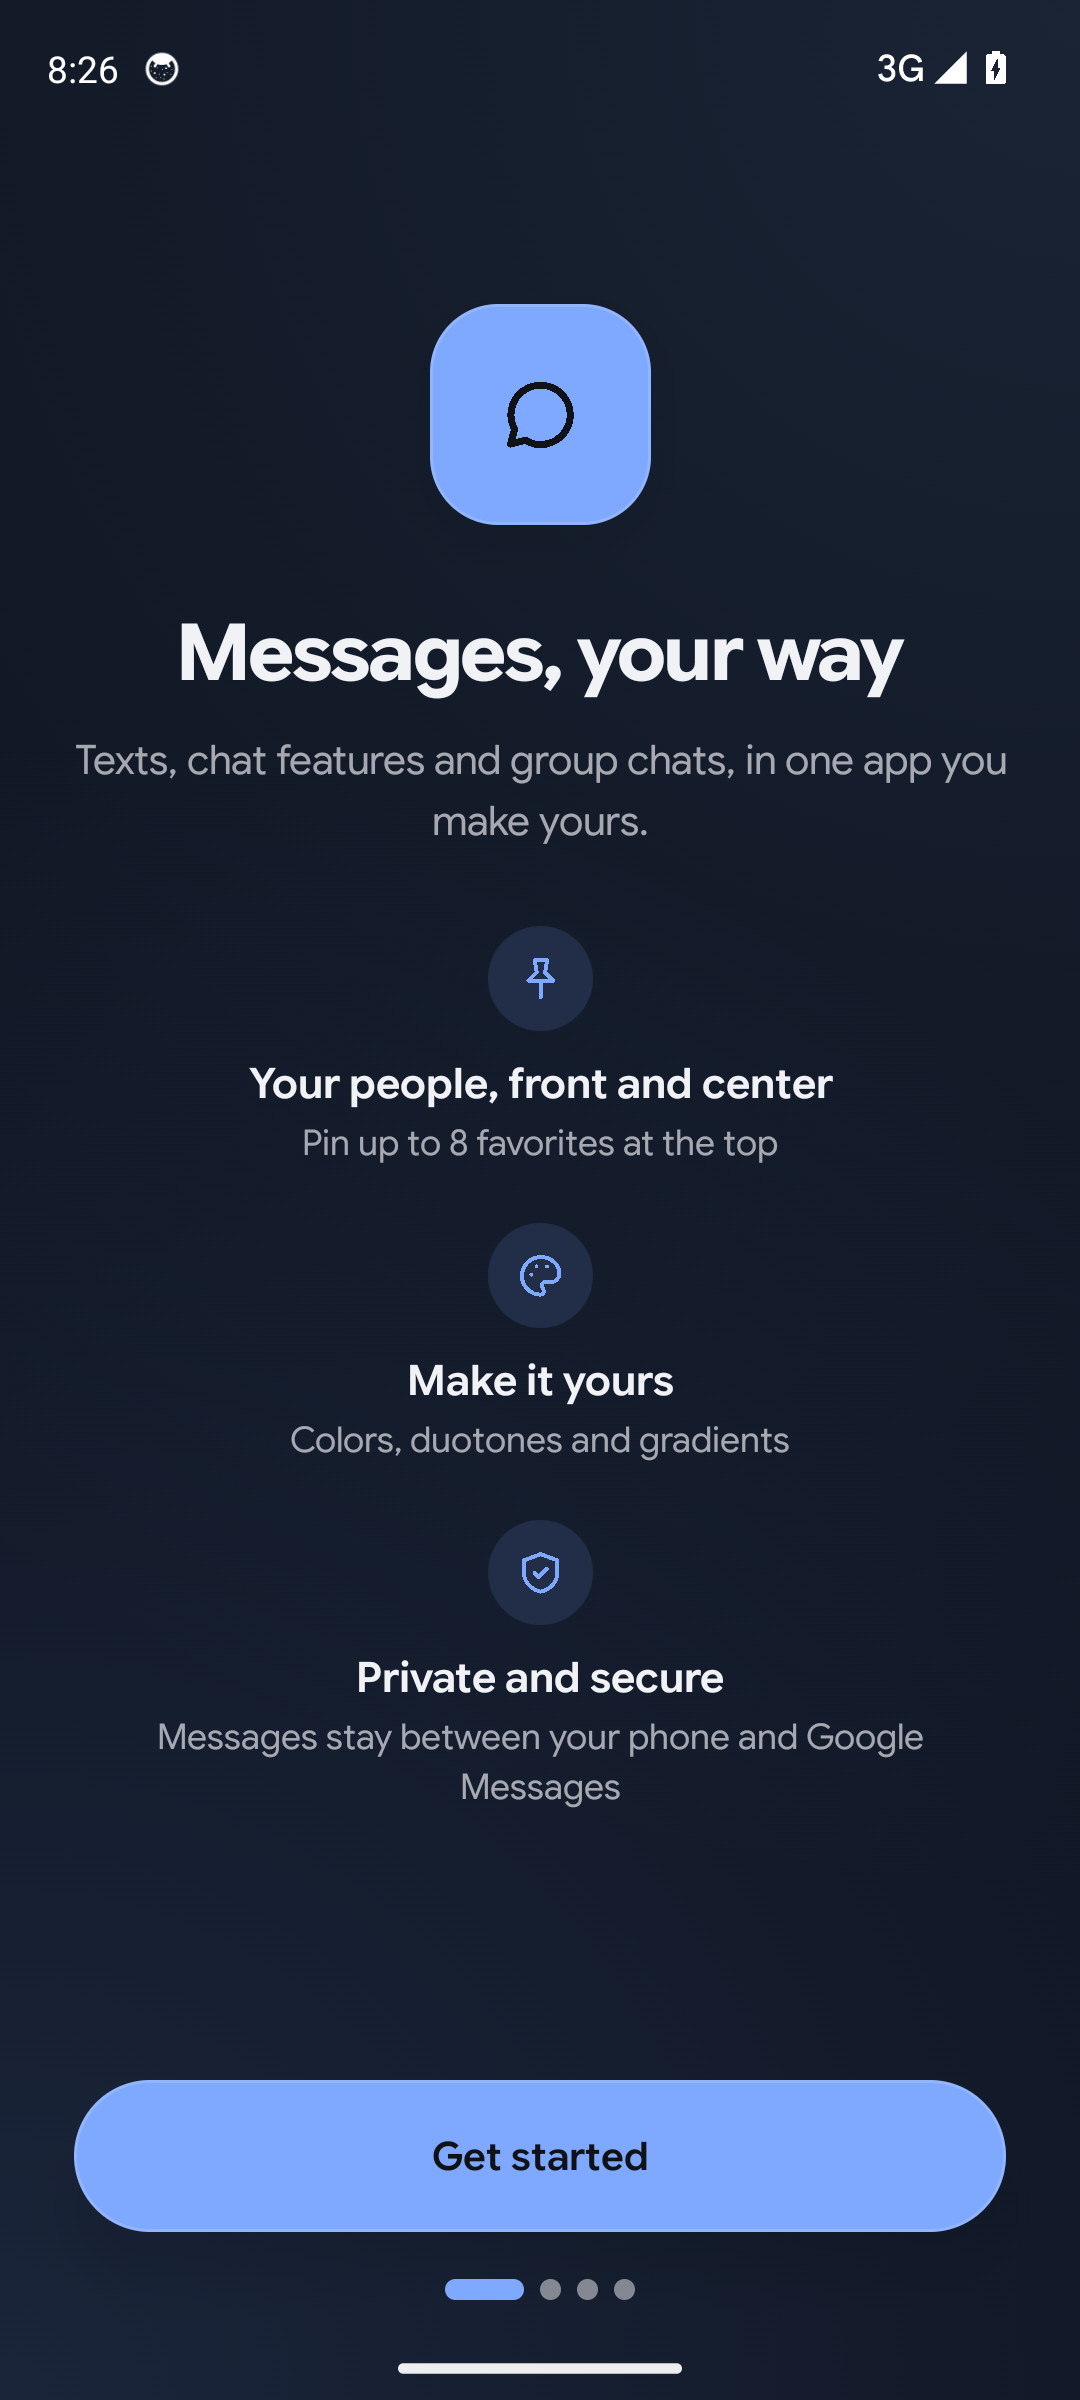 8:26
3G
Messages, your way
Texts, chat features and group chats, in one app you
make yours.
Your people, front and center
Pin up to 8 favorites at the top
Make it yours
Colors, duotones and gradients
Private and secure
Messages stay between your phone and Google
Messages
Get started